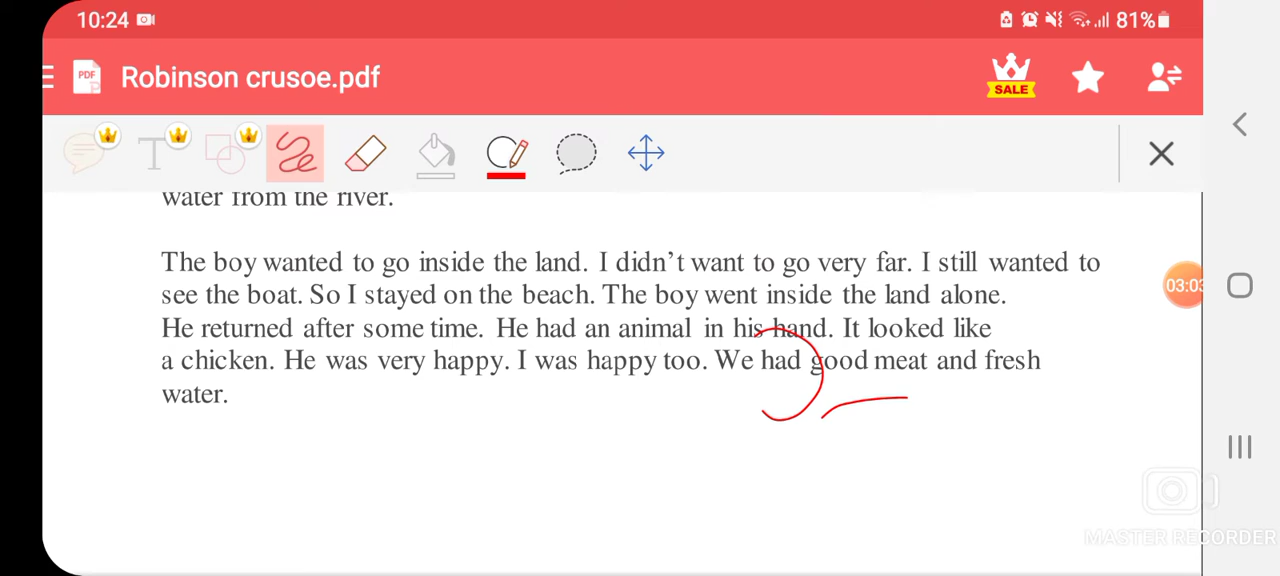 10:24 81%
PDF Robinson crusoe.pdf SALE
T
water from the river.
The boy wanted to go inside the land. I didn't want to go very far. I still wanted to
see the boat. So I stayed on the beach. The boy went inside the land alone.
03:03
He returned after some time. He had an animal in his hand. It looked like
a chicken. He was very happy. I was happy too. We had good meat and fresh
water.
MASTER RECORDER